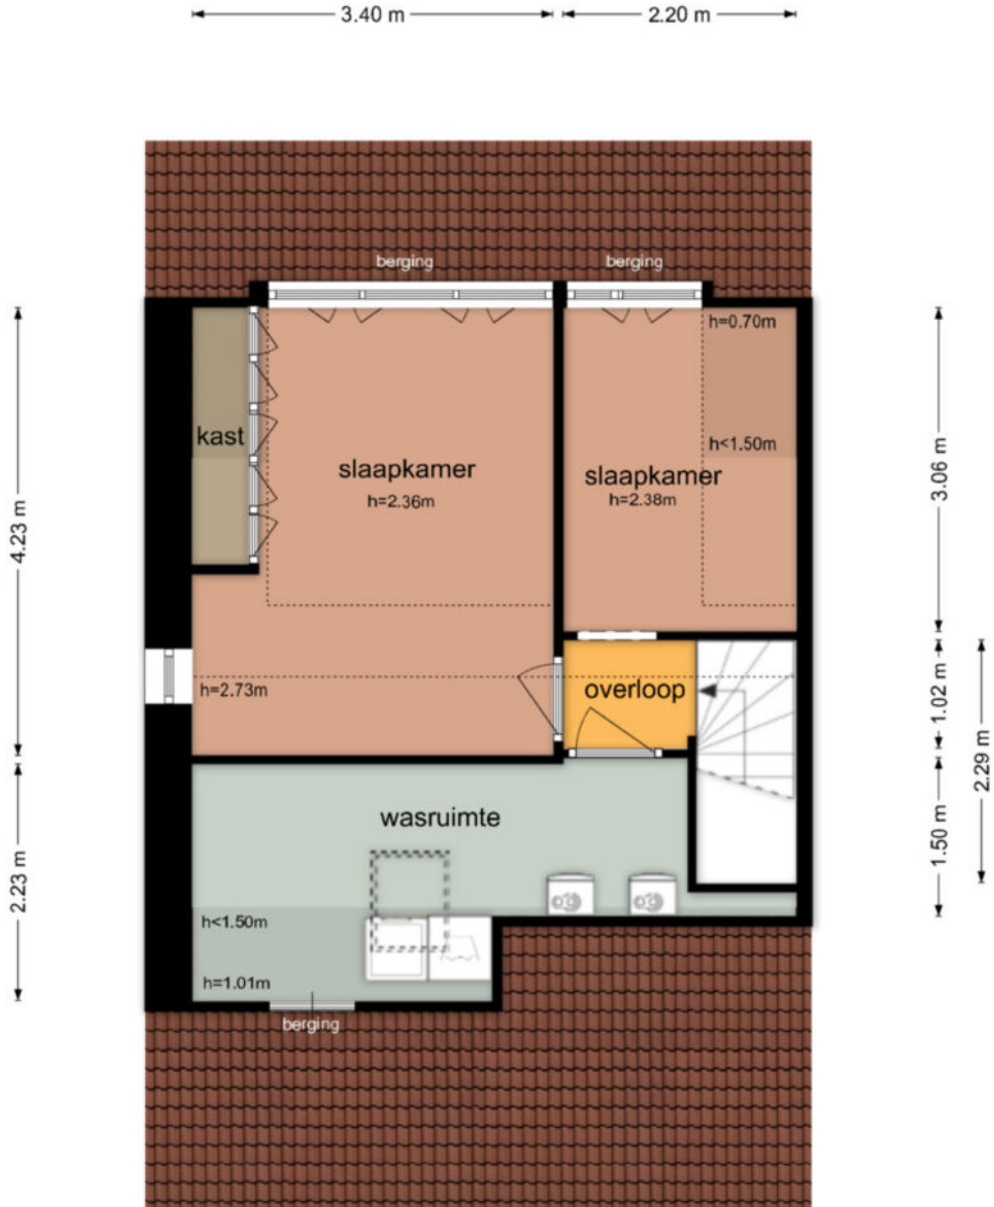 3.40 m
2.20 m
berging
berging
h=0.70m
kast
h<1.50m
slaapkamer
h=2.36m
slaapkamer
h=2.38m
4.23 m
3.06 m
h=2.73m
overloop
1.02 m
2.29 m
wasruimte
1.50 m
2.23 m
h<1.50m
h=1.01m
berging